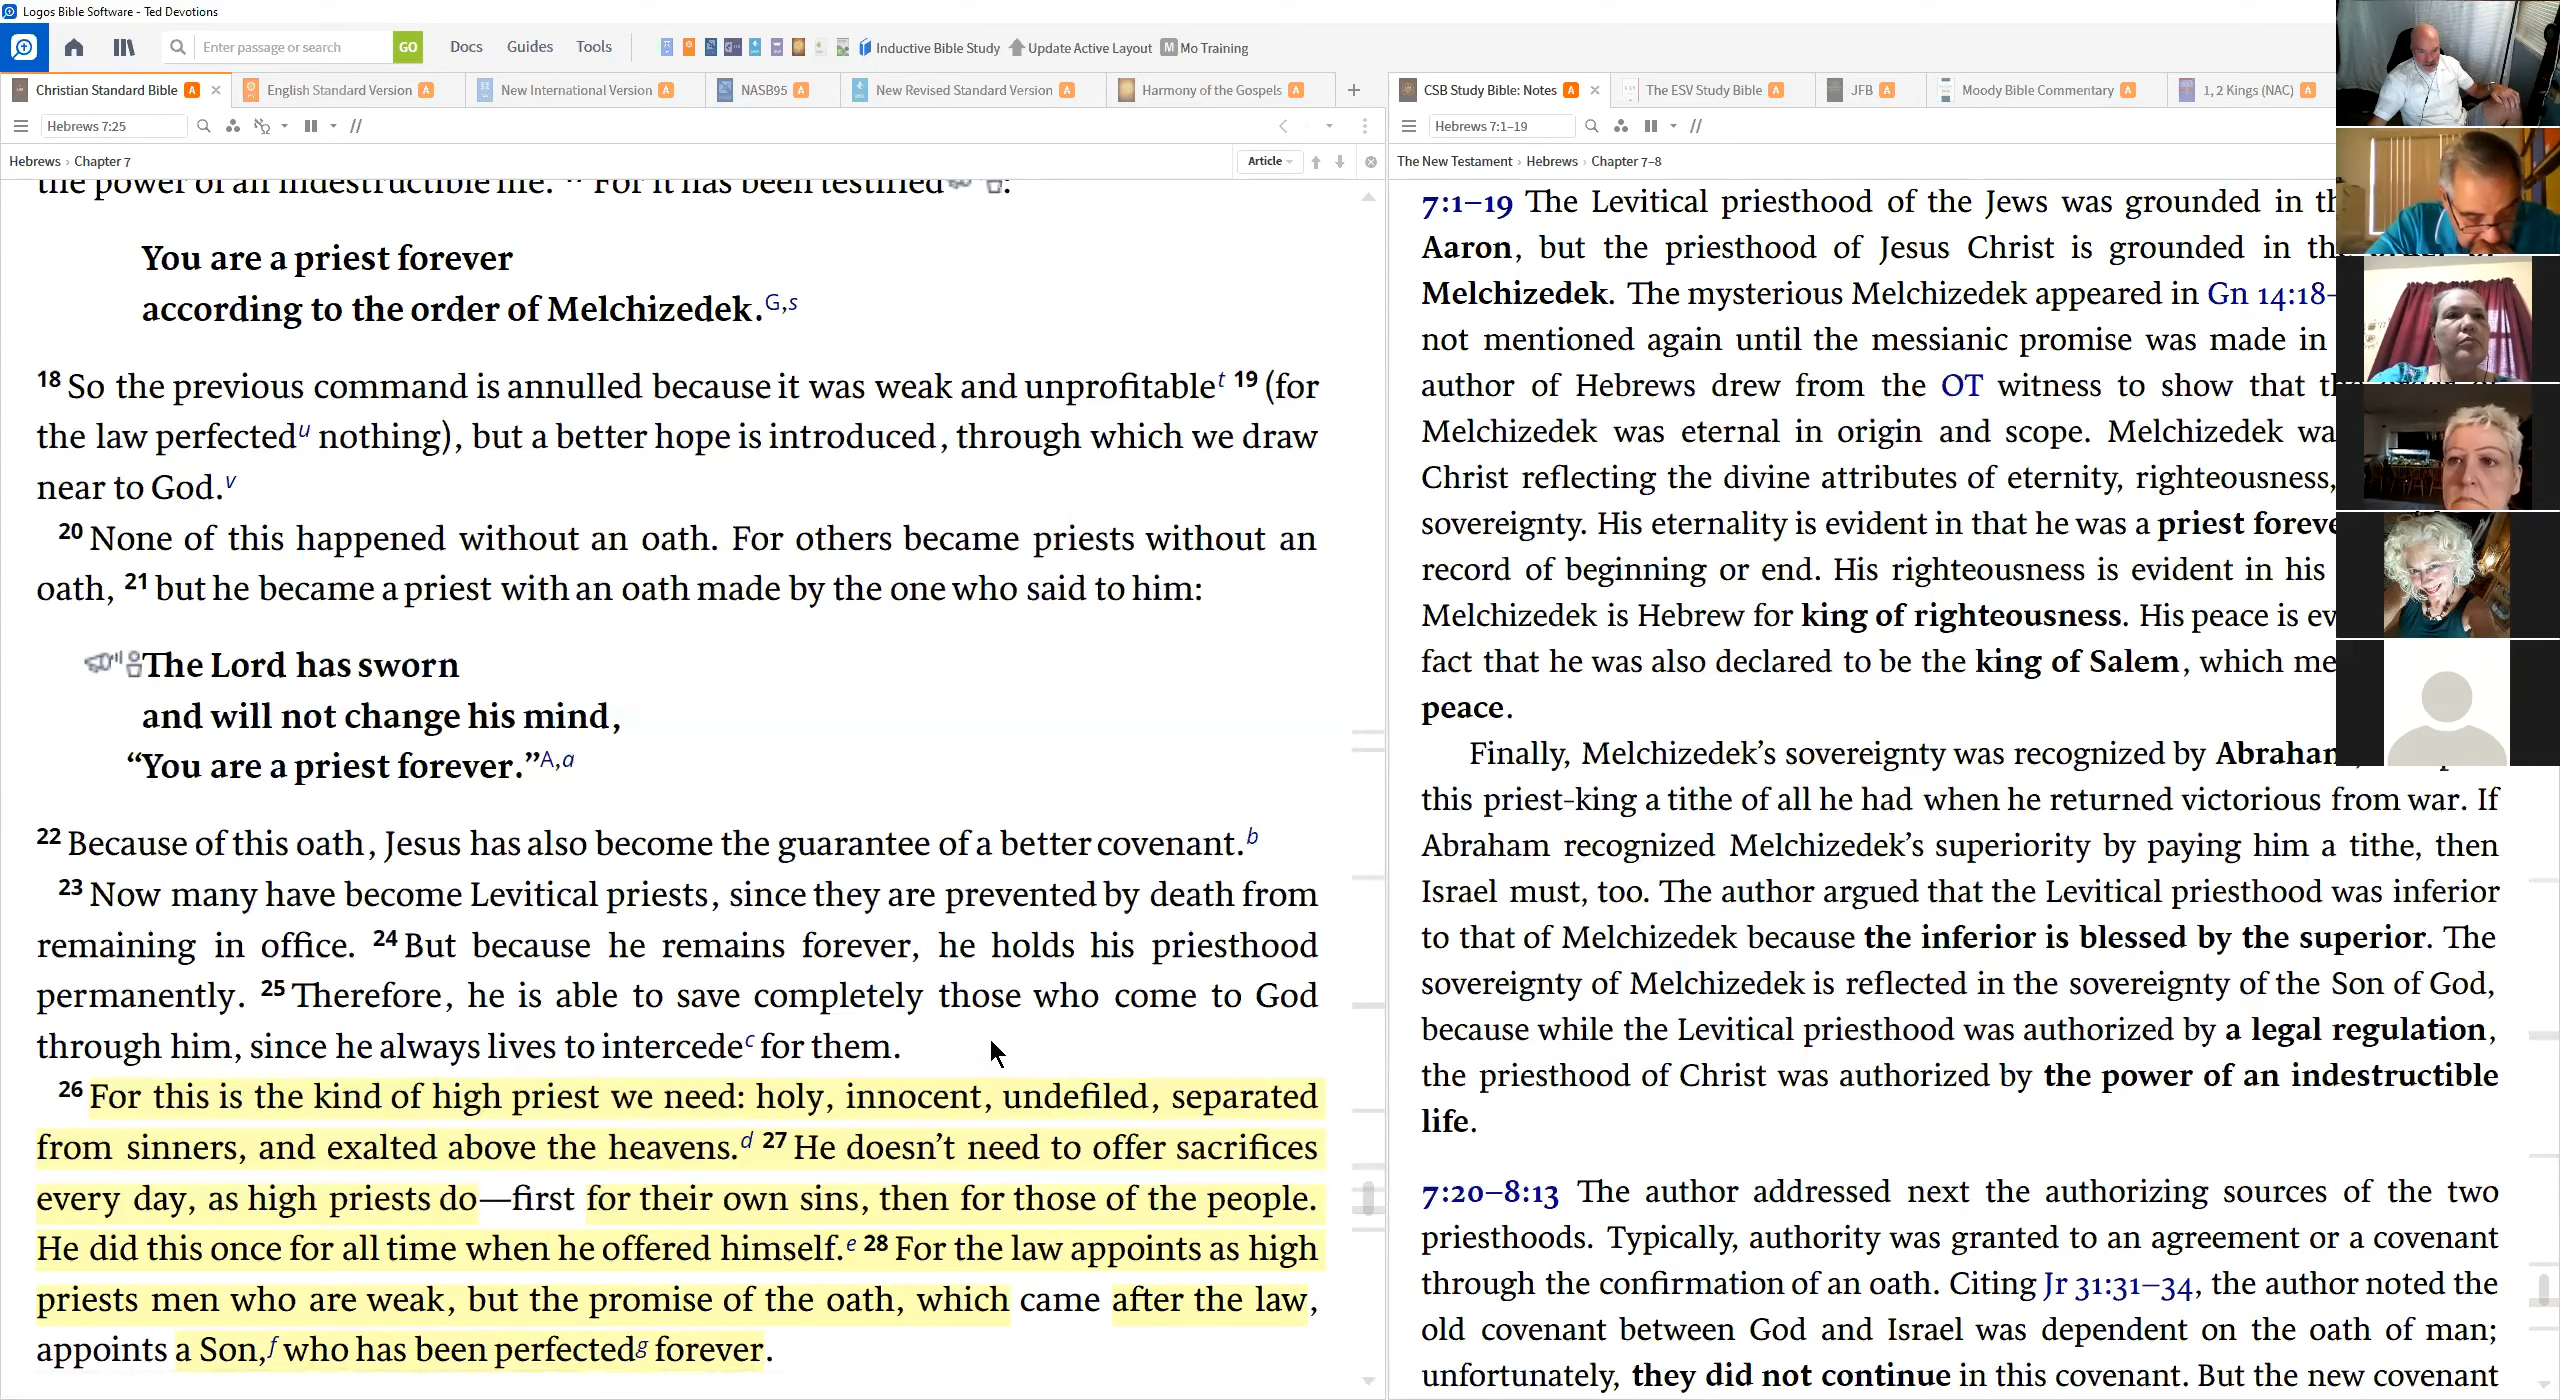 Logos Bible Software - Ted Devotions
Enter passage or search GO Docs Guides Tools Inductive Bible Study Update Active Layout M Mo Training
Christian Standard Bible A English Standard Version A New International Version A NASB95 A New Revised Standard Version A Harmony of the Gospels A
Hebrews 7:25
Hebrews › Chapter 7 Article
the power of an indestructible life. For it has been testified:
You are a priest forever
according to the order of Melchizedek.G,s
18 So the previous command is annulled because it was weak and unprofitablet 19 (for
the law perfectedu nothing), but a better hope is introduced, through which we draw
near to God.v
20 None of this happened without an oath. For others became priests without an
oath, 21 but he became a priest with an oath made by the one who said to him:
The Lord has sworn
and will not change his mind,
“You are a priest forever.”A,a
22 Because of this oath, Jesus has also become the guarantee of a better covenant.b
23 Now many have become Levitical priests, since they are prevented by death from
remaining in office. 24 But because he remains forever, he holds his priesthood
permanently. 25 Therefore, he is able to save completely those who come to God
through him, since he always lives to intercedec for them.
26 For this is the kind of high priest we need: holy, innocent, undefiled, separated
from sinners, and exalted above the heavens.d 27 He doesn’t need to offer sacrifices
every day, as high priests do—first for their own sins, then for those of the people.
He did this once for all time when he offered himself.e 28 For the law appoints as high
priests men who are weak, but the promise of the oath, which came after the law,
appoints a Son,f who has been perfectedg forever.
CSB Study Bible: Notes A The ESV Study Bible A JFB A Moody Bible Commentary A 1, 2 Kings (NAC) A
Hebrews 7:1–19
The New Testament › Hebrews › Chapter 7–8
7:1–19 The Levitical priesthood of the Jews was grounded in
Aaron, but the priesthood of Jesus Christ is grounded in
Melchizedek. The mysterious Melchizedek appeared in Gn 14:18–
not mentioned again until the messianic promise was made in
author of Hebrews drew from the OT witness to show that
Melchizedek was eternal in origin and scope. Melchizedek
Christ reflecting the divine attributes of eternity, righteousness,
sovereignty. His eternality is evident in that he was a priest
record of beginning or end. His righteousness is evident in his
Melchizedek is Hebrew for king of righteousness. His peace is
fact that he was also declared to be the king of Salem, which
peace.
Finally, Melchizedek’s sovereignty was recognized by
this priest-king a tithe of all he had when he returned victorious from war. If
Abraham recognized Melchizedek’s superiority by paying him a tithe, then
Israel must, too. The author argued that the Levitical priesthood was inferior
to that of Melchizedek because the inferior is blessed by the superior. The
sovereignty of Melchizedek is reflected in the sovereignty of the Son of God,
because while the Levitical priesthood was authorized by a legal regulation,
the priesthood of Christ was authorized by the power of an indestructible
life.
7:20–8:13 The author addressed next the authorizing sources of the two
priesthoods. Typically, authority was granted to an agreement or a covenant
through the confirmation of an oath. Citing Jr 31:31–34, the author noted the
old covenant between God and Israel was dependent on the oath of man;
unfortunately, they did not continue in this covenant. But the new covenant